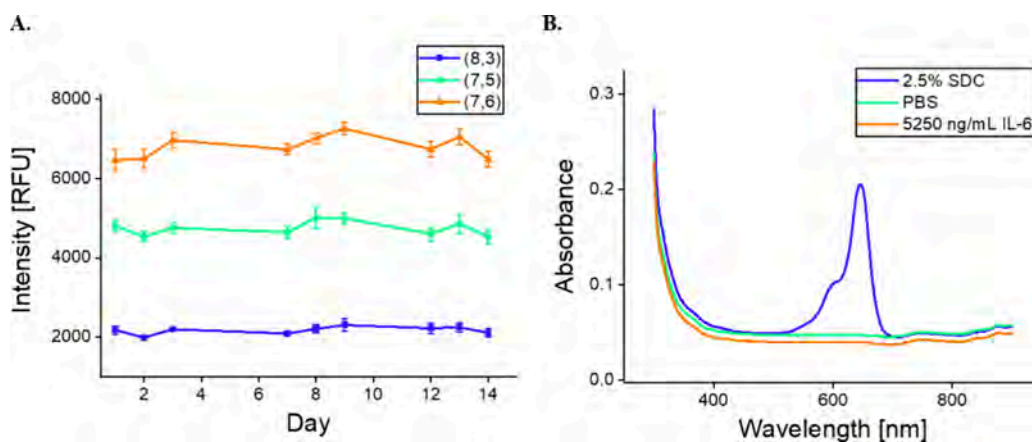 A.
(8,3)
(7,5)
(7,6)
8000
6000
4000
2000
Intensity [RFU]
2 4 6 8 10 12 14
Day
B.
2.5% SDC
PBS
5250 ng/mL IL-6
0.3
0.2
0.1
0.0
Absorbance
400 600 800
Wavelength [nm]